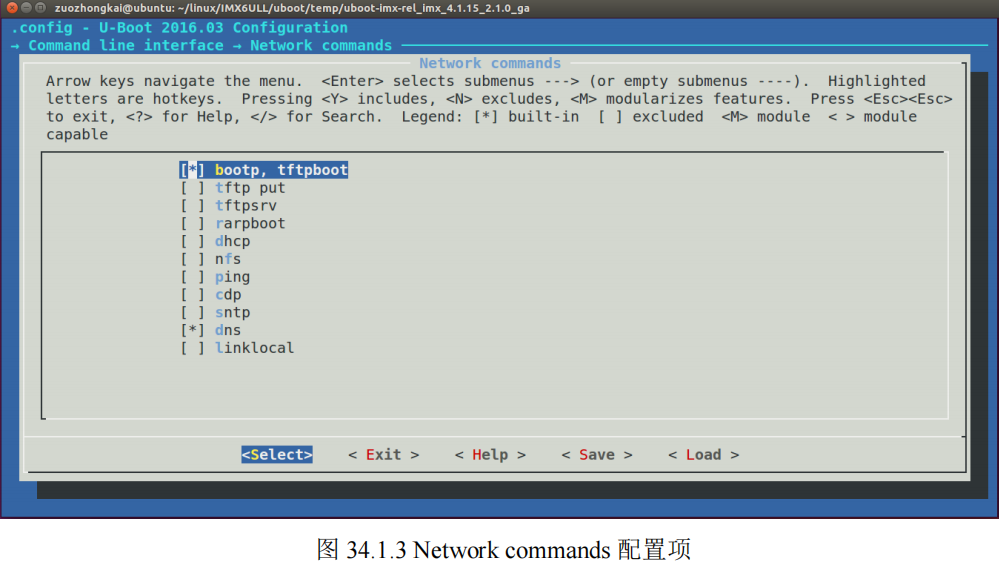 zuozhongkai@ubuntu: ~/linux/IMX6ULL/uboot/temp/uboot-imx-rel_imx_4.1.15_2.1.0_ga
.config - U-Boot 2016.03 Configuration
→ Command line interface → Network commands
Network commands
Arrow keys navigate the menu.  <Enter> selects submenus ---> (or empty submenus ----).  Highlighted
letters are hotkeys.  Pressing <Y> includes, <N> excludes, <M> modularizes features.  Press <Esc><Esc>
to exit, <?> for Help, </> for Search.  Legend: [*] built-in  [ ] excluded  <M> module  < > module
capable
[*] bootp, tftpboot
[ ] tftp put
[ ] tftpsrv
[ ] rarpboot
[ ] dhcp
[ ] nfs
[ ] ping
[ ] cdp
[ ] sntp
[*] dns
[ ] linklocal
<Select>    < Exit >    < Help >    < Save >    < Load >
图 34.1.3 Network commands 配置项